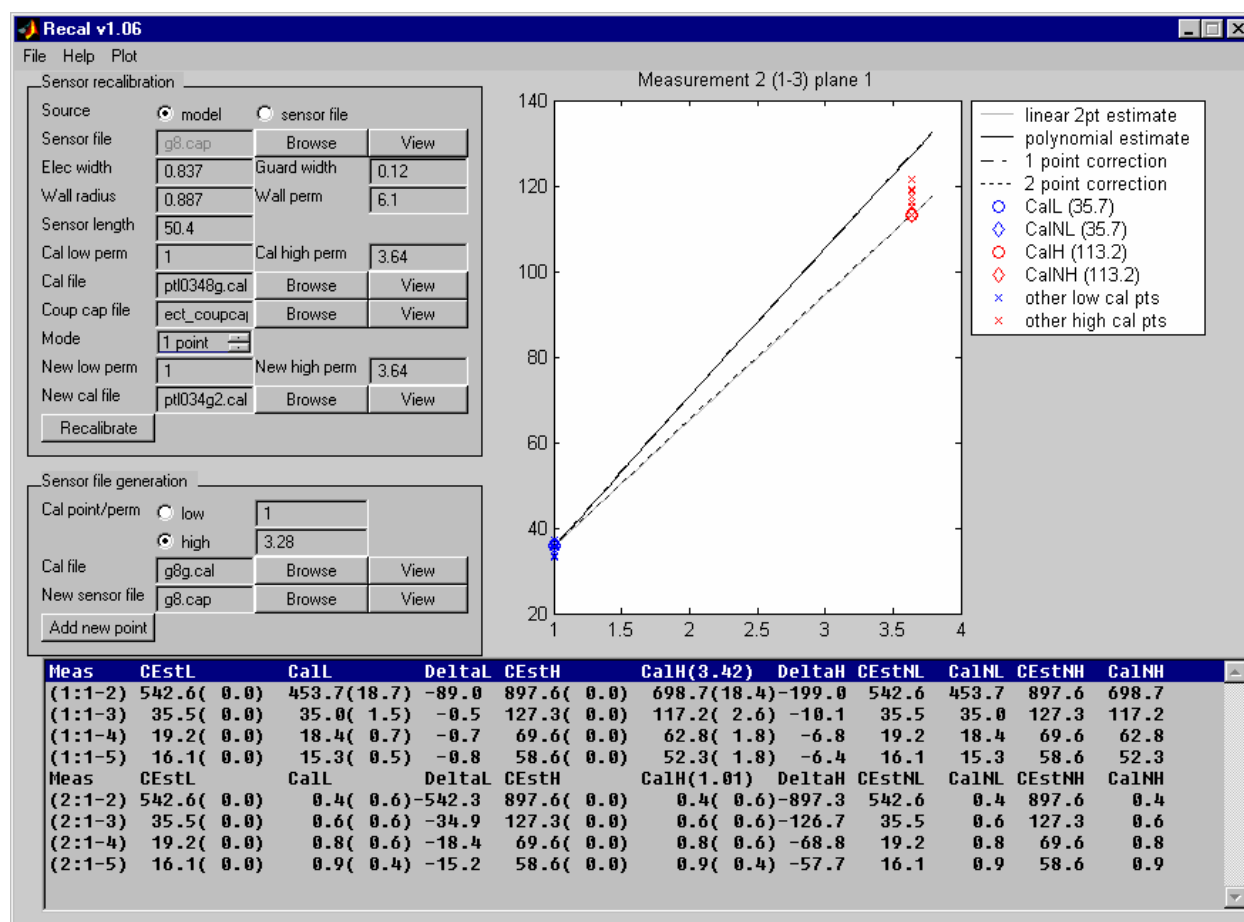 Recal v1.06
File Help Plot
Sensor recalibration
Source model sensor file
Sensor file g8.cap Browse View
Elec width 0.837 Guard width 0.12
Wall radius 0.887 Wall perm 6.1
Sensor length 50.4
Cal low perm 1 Cal high perm 3.64
Cal file ptl0348g.cal Browse View
Coup cap file ect_coupcap Browse View
Mode 1 point
New low perm 1 New high perm 3.64
New cal file ptl034g2.cal Browse View
Recalibrate
Sensor file generation
Cal point/perm low 1
high 3.28
Cal file g8g.cal Browse View
New sensor file g8.cap Browse View
Add new point
Measurement 2 (1-3) plane 1
140
120
100
80
60
40
20
1 1.5 2 2.5 3 3.5 4
linear 2pt estimate
polynomial estimate
1 point correction
2 point correction
CalL (35.7)
CalNL (35.7)
CalH (113.2)
CalNH (113.2)
other low cal pts
other high cal pts
Meas CEstL CalL DeltaL CEstH CalH(3.42) DeltaH CEstNL CalNL CEstNH CalNH
(1:1-2) 542.6( 0.0) 453.7(18.7) -89.0 897.6( 0.0) 698.7(18.4)-199.0 542.6 453.7 897.6 698.7
(1:1-3) 35.5( 0.0) 35.0( 1.5) -0.5 127.3( 0.0) 117.2( 2.6) -10.1 35.5 35.0 127.3 117.2
(1:1-4) 19.2( 0.0) 18.4( 0.7) -0.7 69.6( 0.0) 62.8( 1.8) -6.8 19.2 18.4 69.6 62.8
(1:1-5) 16.1( 0.0) 15.3( 0.5) -0.8 58.6( 0.0) 52.3( 1.8) -6.4 16.1 15.3 58.6 52.3
Meas CEstL CalL DeltaL CEstH CalH(1.01) DeltaH CEstNL CalNL CEstNH CalNH
(2:1-2) 542.6( 0.0) 0.4( 0.6)-542.3 897.6( 0.0) 0.4( 0.6)-897.3 542.6 0.4 897.6 0.4
(2:1-3) 35.5( 0.0) 0.6( 0.6) -34.9 127.3( 0.0) 0.6( 0.6)-126.7 35.5 0.6 127.3 0.6
(2:1-4) 19.2( 0.0) 0.8( 0.6) -18.4 69.6( 0.0) 0.8( 0.6) -68.8 19.2 0.8 69.6 0.8
(2:1-5) 16.1( 0.0) 0.9( 0.4) -15.2 58.6( 0.0) 0.9( 0.4) -57.7 16.1 0.9 58.6 0.9